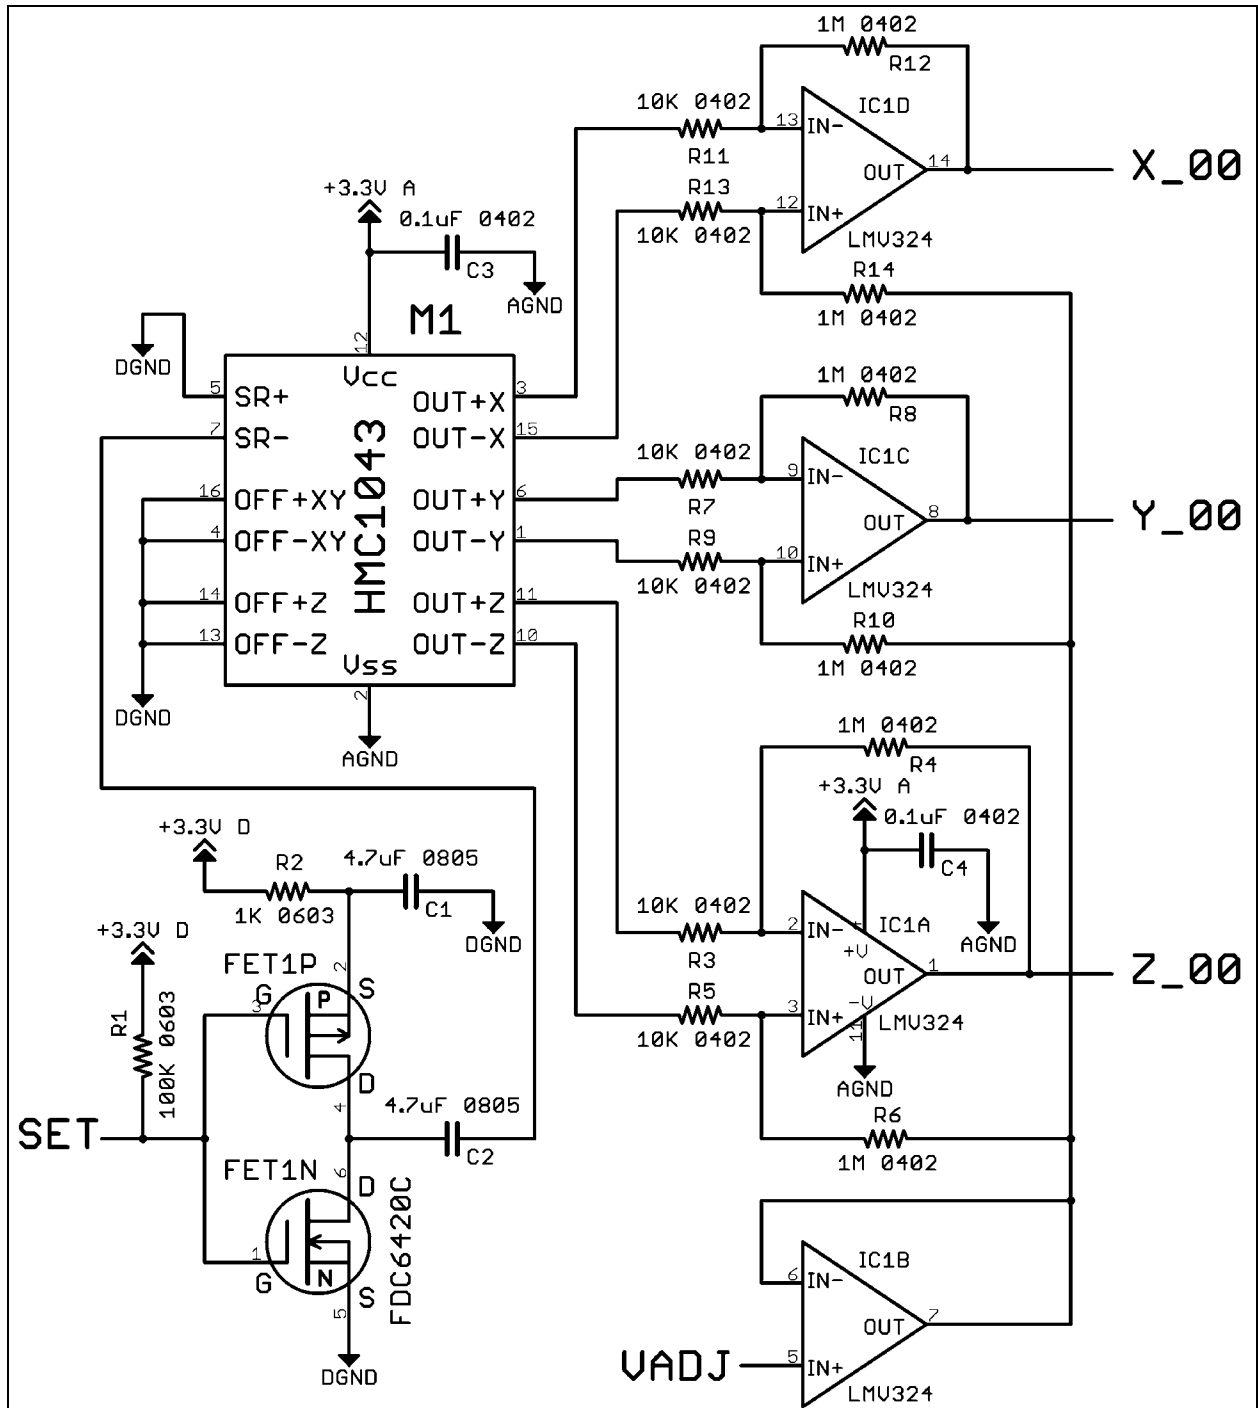 1M 0402
R12
10K 0402
IC1D
13
IN-
R11
OUT
14
X_00
+3.3V A
R13
0.1uF 0402
12
IN+
10K 0402
LMV324
C3
R14
AGND
1M 0402
M1
DGND
12
Vcc
1M 0402
5
SR+
OUT+X
3
R8
7
SR-
OUT-X
15
10K 0402
IC1C
HMC1043
9
IN-
16
OFF+XY
OUT+Y
6
R7
OUT
8
Y_00
4
OFF-XY
OUT-Y
1
R9
10
IN+
10K 0402
LMV324
14
OFF+Z
OUT+Z
11
R10
13
OFF-Z
OUT-Z
10
Vss
1M 0402
2
DGND
AGND
1M 0402
R4
+3.3V A
0.1uF 0402
+3.3V D
R2
4.7uF 0805
C4
1K 0603
C1
10K 0402
IC1A
+3.3V D
DGND
2
IN-
+
+V
AGND
FET1P
2
R3
OUT
1
Z_00
G
3
P
S
R5
-V
R1
100K 0603
3
IN+
11
LMV324
10K 0402
D
AGND
4
4.7uF 0805
R6
SET
C2
1M 0402
FET1N
6
D
FDC6420C
1
G
N
S
5
IC1B
6
IN-
OUT
7
DGND
VADJ
5
IN+
LMV324